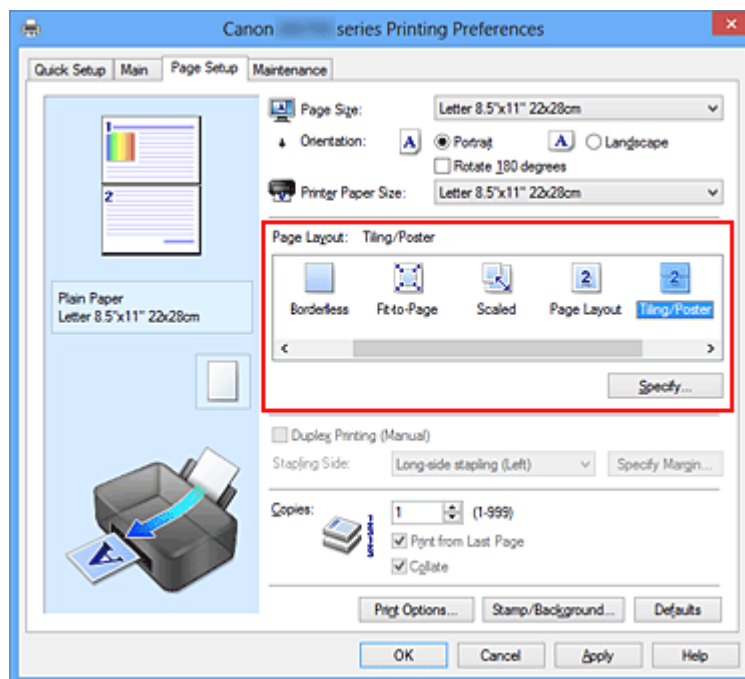 Canon series Printing Preferences
Quick Setup Main Page Setup Maintenance
1
2
Plain Paper
Letter 8.5"x11" 22x28cm
A
Page Size: Letter 8.5"x11" 22x28cm
Orientation: A Portrait A Landscape
Rotate 180 degrees
Printer Paper Size: Letter 8.5"x11" 22x28cm
Page Layout: Tiling/Poster
2 2
Borderless Fit-to-Page Scaled Page Layout Tiling/Poster
Specify...
Duplex Printing (Manual)
Stapling Side: Long-side stapling (Left) Specify Margin...
Copies: 1 (1-999)
Print from Last Page
Collate
Print Options... Stamp/Background... Defaults
OK Cancel Apply Help